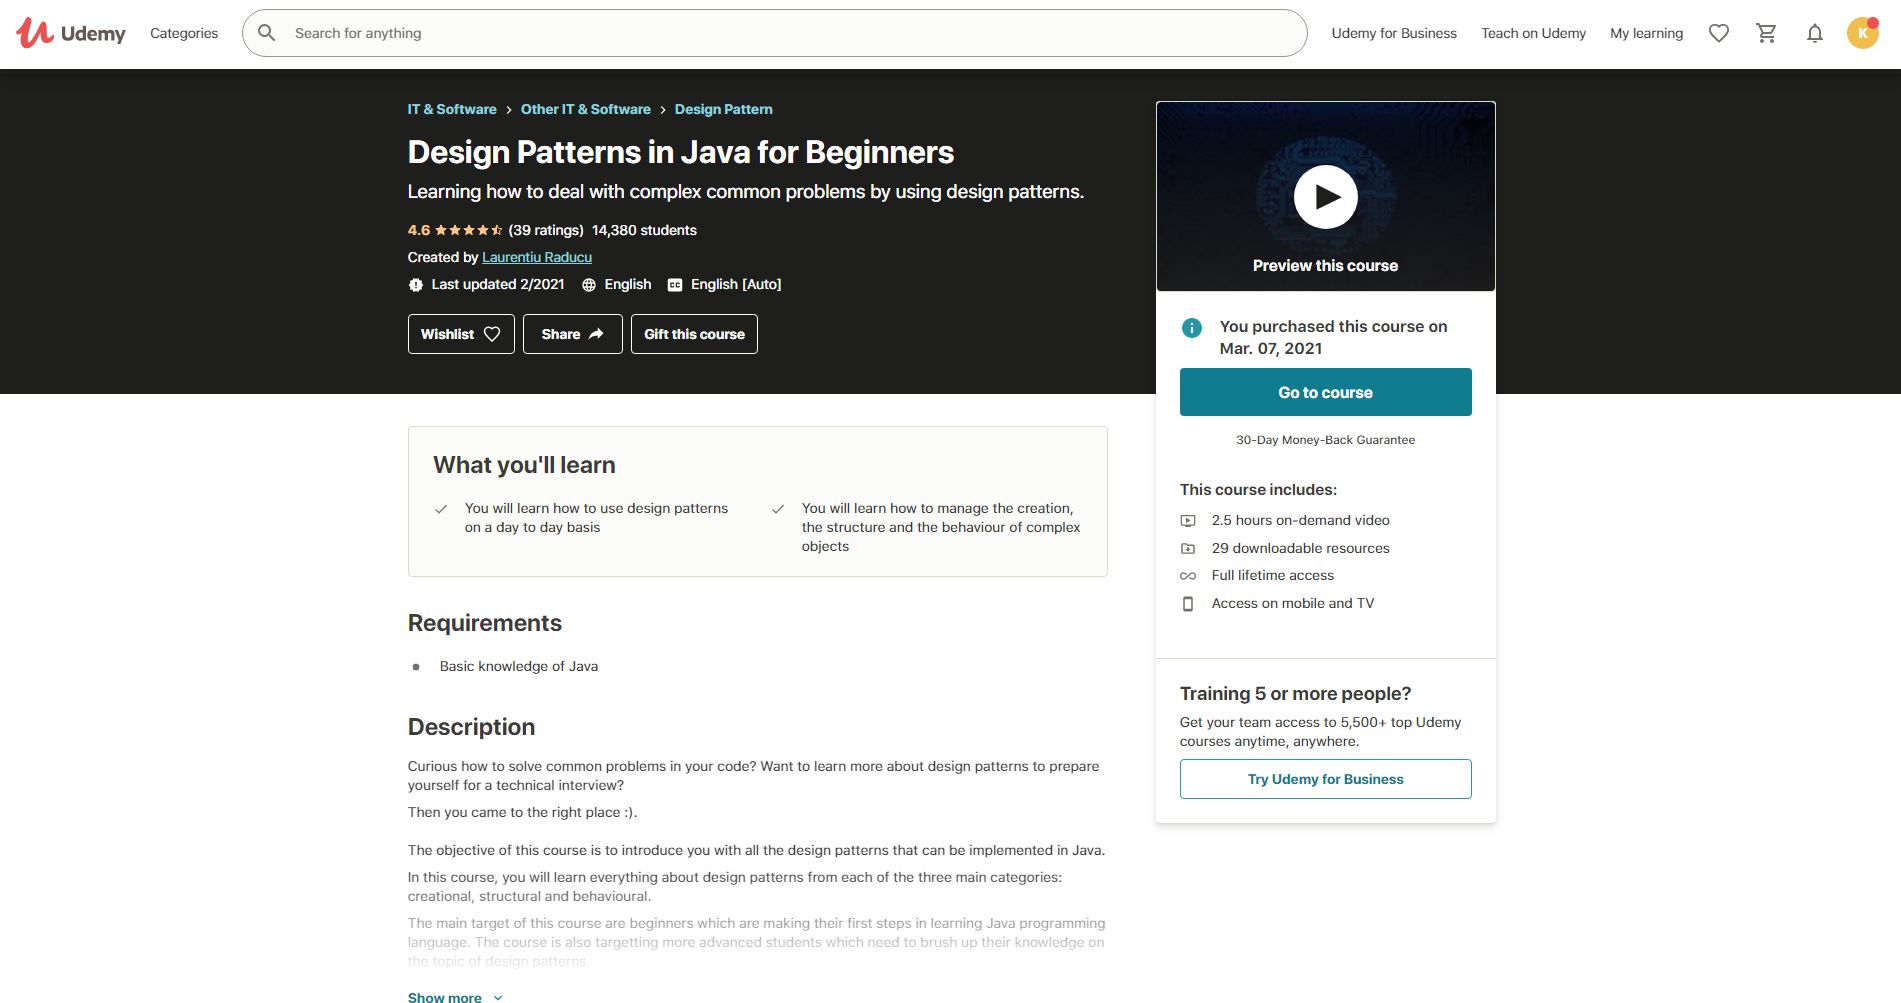 Udemy
Categories
Search for anything
Udemy for Business
Teach on Udemy
My learning
K
IT & Software > Other IT & Software > Design Pattern
Design Patterns in Java for Beginners
Learning how to deal with complex common problems by using design patterns.
4.6 (39 ratings) 14,380 students
Created by Laurentiu Raducu
Last updated 2/2021 English CC English [Auto]
Wishlist
Share
Gift this course
Preview this course
You purchased this course on
Mar. 07, 2021
Go to course
30-Day Money-Back Guarantee
This course includes:
2.5 hours on-demand video
29 downloadable resources
Full lifetime access
Access on mobile and TV
Training 5 or more people?
Get your team access to 5,500+ top Udemy
courses anytime, anywhere.
Try Udemy for Business
What you'll learn
You will learn how to use design patterns
on a day to day basis
You will learn how to manage the creation,
the structure and the behaviour of complex
objects
Requirements
Basic knowledge of Java
Description
Curious how to solve common problems in your code? Want to learn more about design patterns to prepare
yourself for a technical interview?
Then you came to the right place :).
The objective of this course is to introduce you with all the design patterns that can be implemented in Java.
In this course, you will learn everything about design patterns from each of the three main categories:
creational, structural and behavioural.
The main target of this course are beginners which are making their first steps in learning Java programming
language. The course is also targetting more advanced students which need to brush up their knowledge on
the topic of design patterns.
Show more